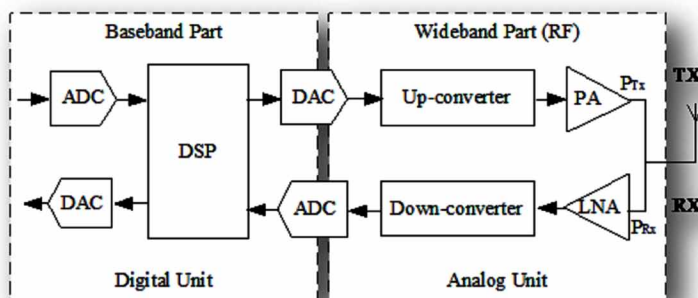 Baseband Part
Wideband Part (RF)
ADC
DSP
DAC
Up-converter
PA
PTx
TX
DAC
ADC
Down-converter
LNA
PRx
RX
Digital Unit
Analog Unit